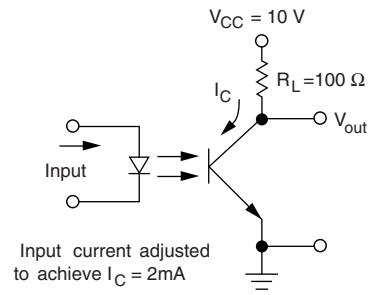 V_CC = 10 V
R_L =100 Ω
I_C
V_out
Input
Input current adjusted
to achieve I_C = 2mA